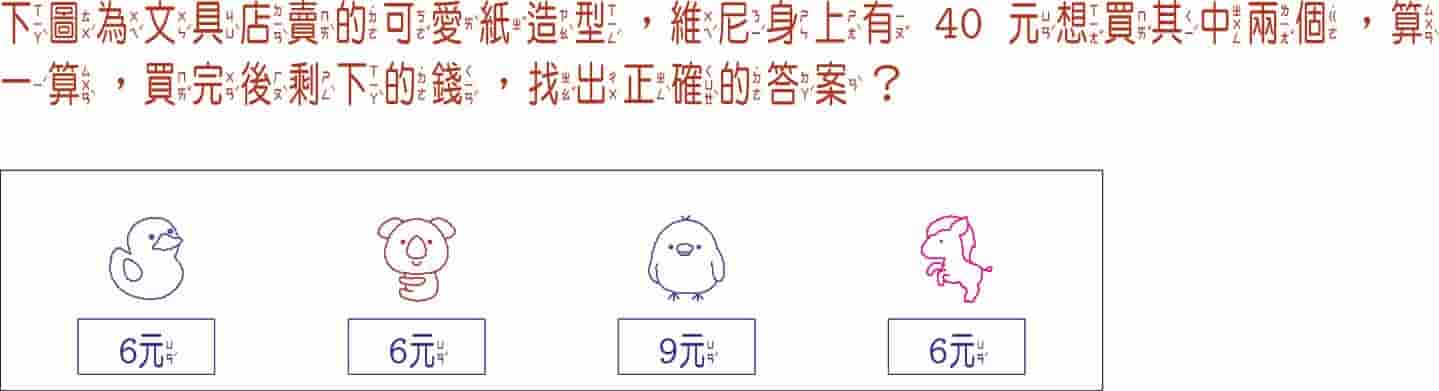 下圖為文具店賣的可愛紙造型，維尼身上有 40 元想買其中兩個，算
一算，買完後剩下的錢，找出正確的答案？
6元 6元 9元 6元